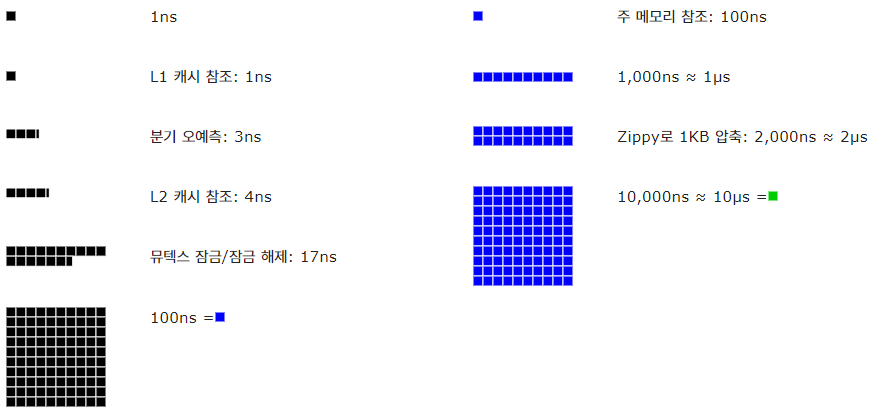 1ns
L1 캐시 참조: 1ns
분기 오예측: 3ns
L2 캐시 참조: 4ns
뮤텍스 잠금/잠금 해제: 17ns
100ns =
주 메모리 참조: 100ns
1,000ns ≈ 1µs
Zippy로 1KB 압축: 2,000ns ≈ 2µs
10,000ns ≈ 10µs =